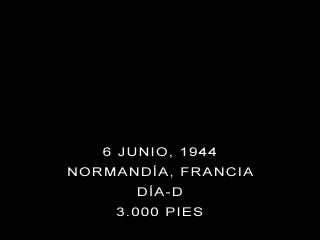 6 JUNIO, 1944
NORMANDÍA, FRANCIA
DÍA-D
3.000 PIES